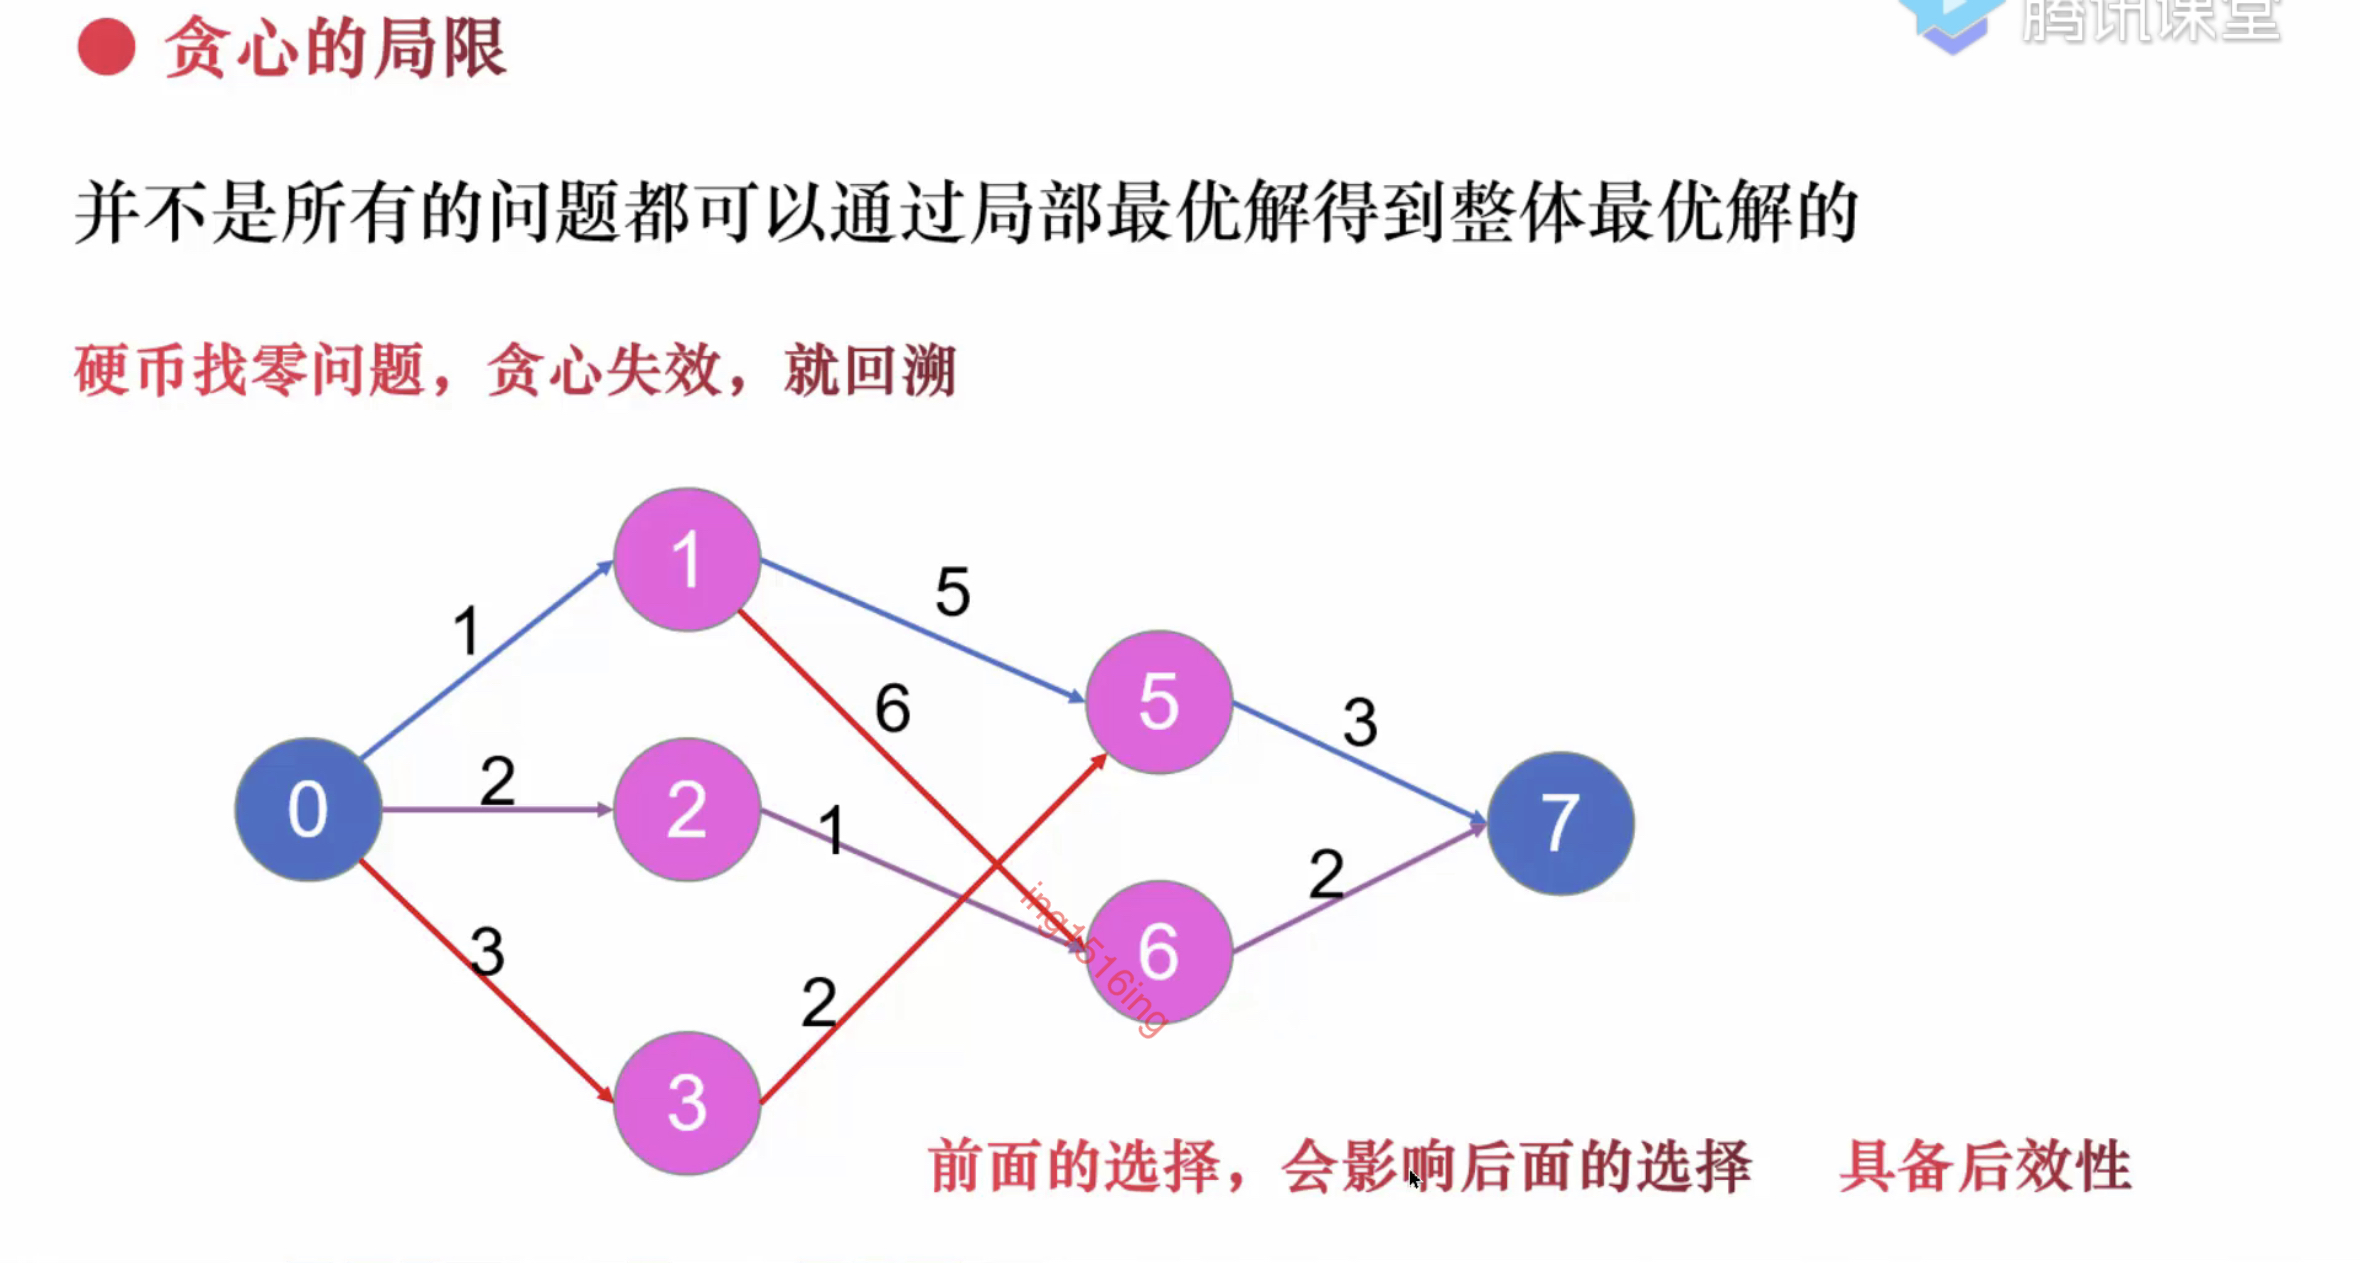 腾讯课堂
贪心的局限
并不是所有的问题都可以通过局部最优解得到整体最优解的
硬币找零问题，贪心失效，就回溯
1
5
1
6
5
3
0
2
2
1
7
2
3
6
ing1516ing
2
3
前面的选择，会影响后面的选择 具备后效性